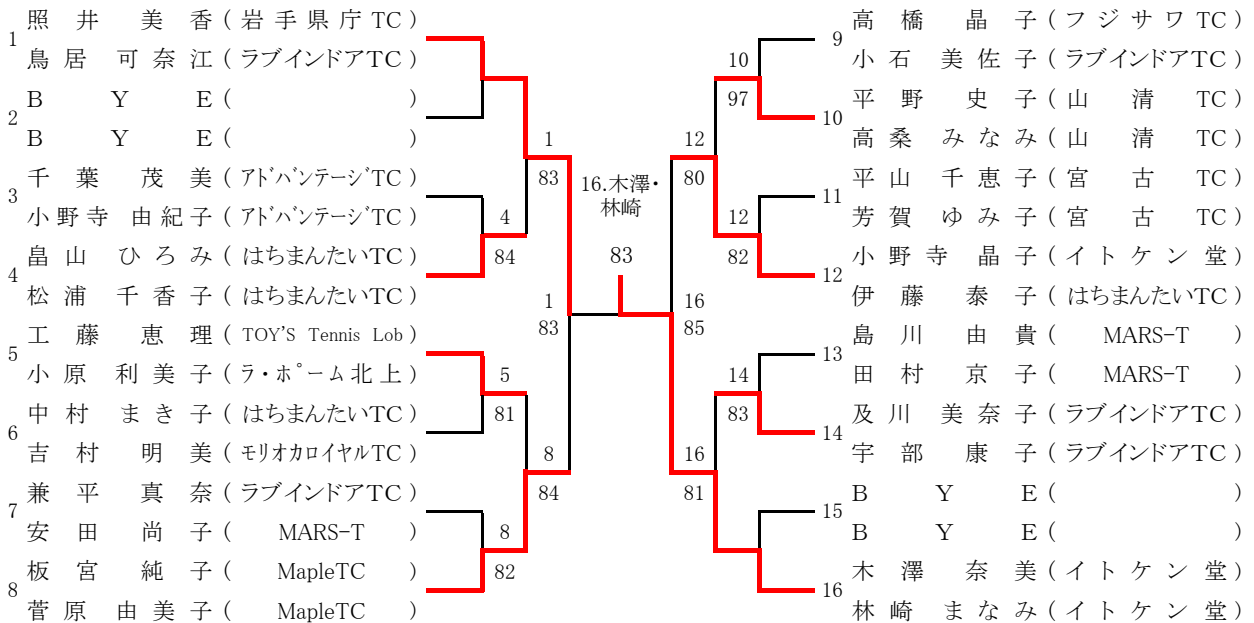 照井 美香(岩手県庁TC)
1
鳥居 可奈江(ラブインドアTC)
BYE( )
2
BYE( )
千葉 茂美(アドバンテージTC)
3
小野寺 由紀子(アドバンテージTC)
畠山 ひろみ(はちまんたいTC)
4
松浦 千香子(はちまんたいTC)
工藤 恵理(TOY'S Tennis Lob)
5
小原 利美子(ラ・ポーム北上)
中村 まき子(はちまんたいTC)
6
吉村 明美(モリオカロイヤルTC)
兼平 真奈(ラブインドアTC)
7
安田 尚子(MARS-T)
板宮 純子(MapleTC)
8
菅原 由美子(MapleTC)
4
84
5
81
8
82
1
83
8
84
1
83
16.木澤・
林崎
83
16
85
12
80
16
81
10
97
12
82
14
83
高橋 晶子(フジサワTC)
9
小石 美佐子(ラブインドアTC)
平野 史子(山清TC)
10
高桑 みなみ(山清TC)
平山 千恵子(宮古TC)
11
芳賀 ゆみ子(宮古TC)
小野寺 晶子(イトケン堂)
12
伊藤 泰子(はちまんたいTC)
島川 由貴(MARS-T)
13
田村 京子(MARS-T)
及川 美奈子(ラブインドアTC)
14
宇部 康子(ラブインドアTC)
BYE( )
15
BYE( )
木澤 奈美(イトケン堂)
16
林崎 まなみ(イトケン堂)